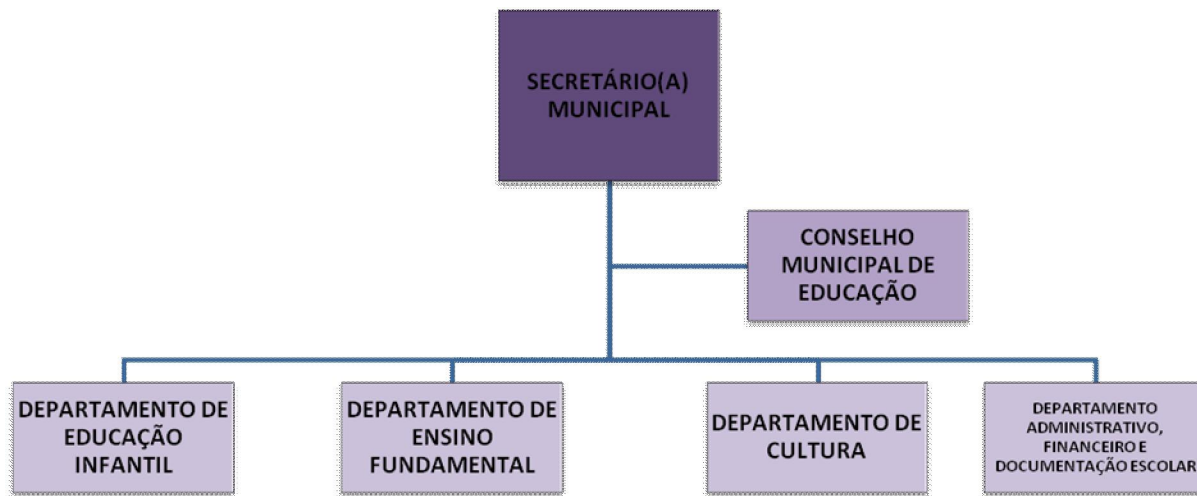 SECRETÁRIO(A)
MUNICIPAL
CONSELHO
MUNICIPAL DE
EDUCAÇÃO
DEPARTAMENTO DE
EDUCAÇÃO
INFANTIL
DEPARTAMENTO DE
ENSINO
FUNDAMENTAL
DEPARTAMENTO DE
CULTURA
DEPARTAMENTO
ADMINISTRATIVO,
FINANCEIRO E
DOCUMENTAÇÃO ESCOLAR